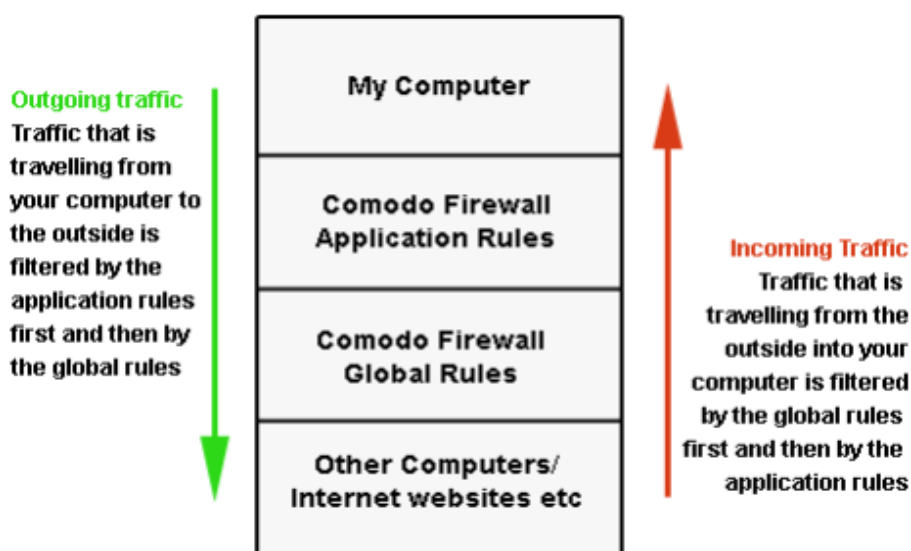 Outgoing traffic
Traffic that is
travelling from
your computer to
the outside is
filtered by the
application rules
first and then by
the global rules
My Computer
Comodo Firewall
Application Rules
Comodo Firewall
Global Rules
Other Computers/
Internet websites etc
Incoming Traffic
Traffic that is
travelling from the
outside into your
computer is filtered
by the global rules
first and then by the
application rules